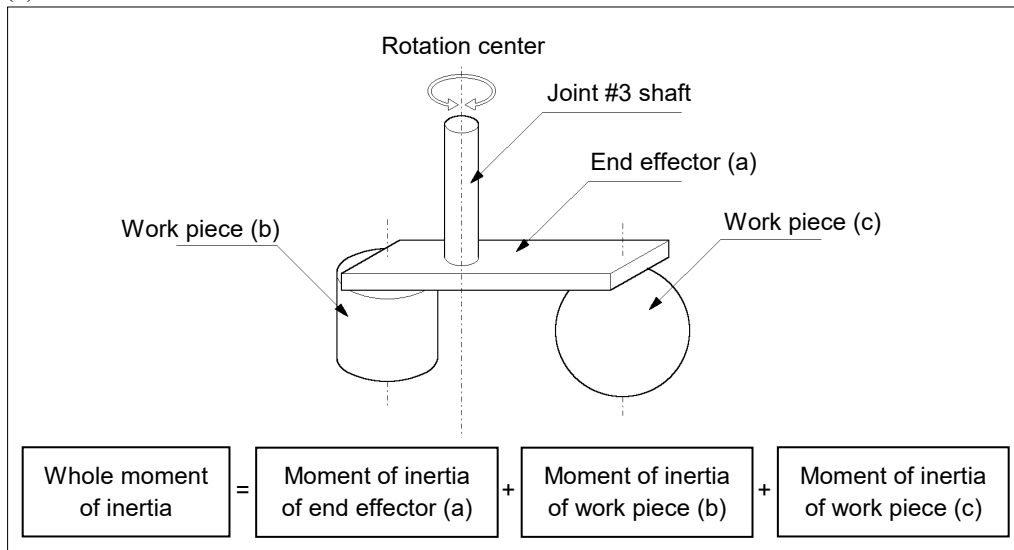 Rotation center
Joint #3 shaft
End effector (a)
Work piece (b)
Work piece (c)
Whole moment
of inertia
=
Moment of inertia
of end effector (a)
+
Moment of inertia
of work piece (b)
+
Moment of inertia
of work piece (c)